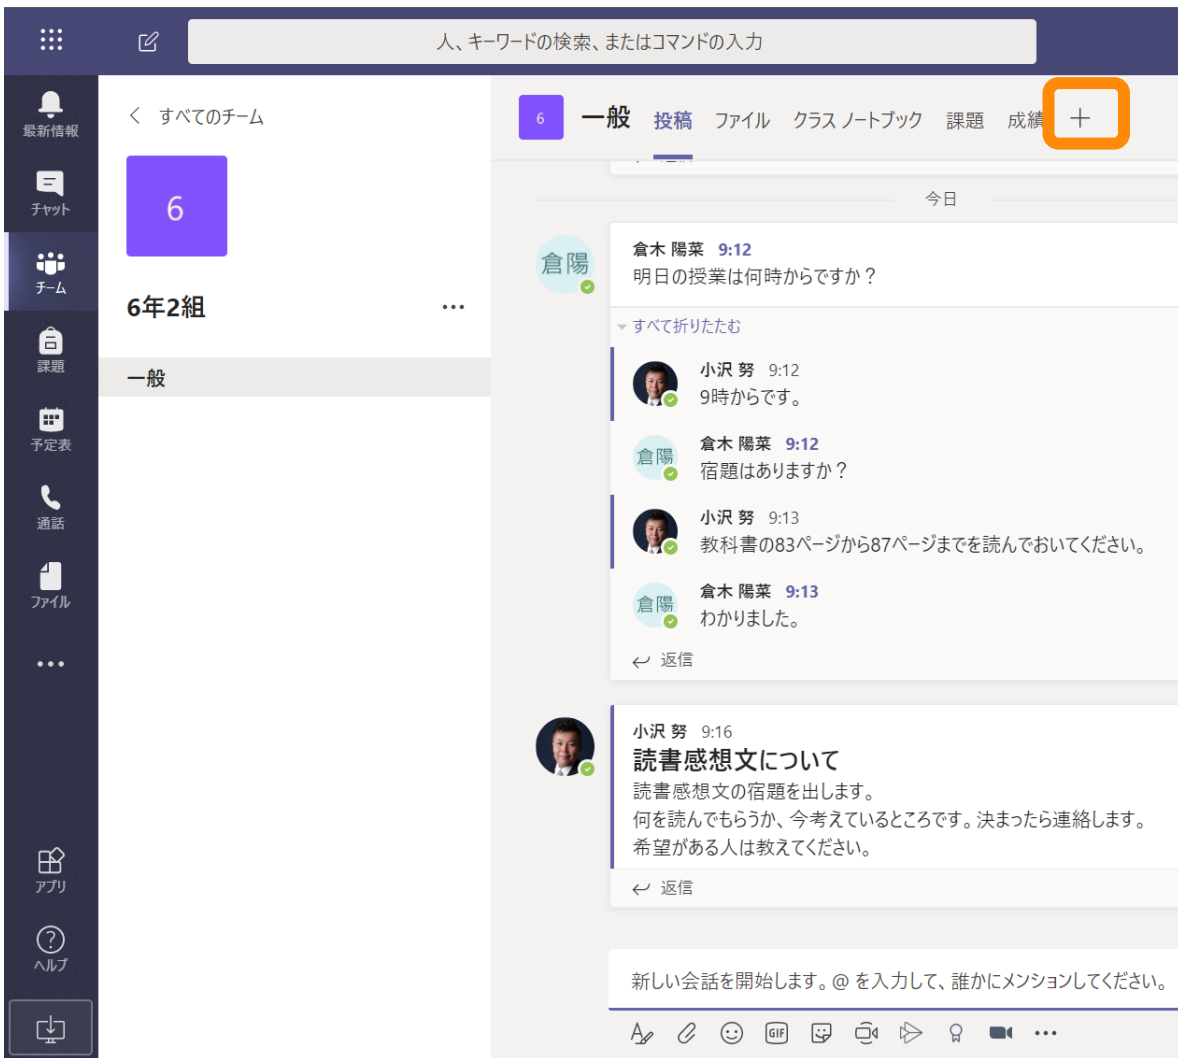 人、キーワードの検索、またはコマンドの入力
最新情報
チャット
チーム
課題
予定表
通話
ファイル
アプリ
ヘルプ
すべてのチーム
6
6年2組
一般
6
一般 投稿 ファイル クラス ノートブック 課題 成績
今日
倉陽
倉木 陽菜 9:12
明日の授業は何時からですか？
すべて折りたたむ
小沢 努 9:12
9時からです。
倉陽
倉木 陽菜 9:12
宿題はありますか？
小沢 努 9:13
教科書の83ページから87ページまでを読んでおいてください。
倉陽
倉木 陽菜 9:13
わかりました。
返信
小沢 努 9:16
読書感想文について
読書感想文の宿題を出します。
何を読んでもらうか、今考えているところです。決まったら連絡します。
希望がある人は教えてください。
返信
新しい会話を開始します。@ を入力して、誰かにメンションしてください。
GIF